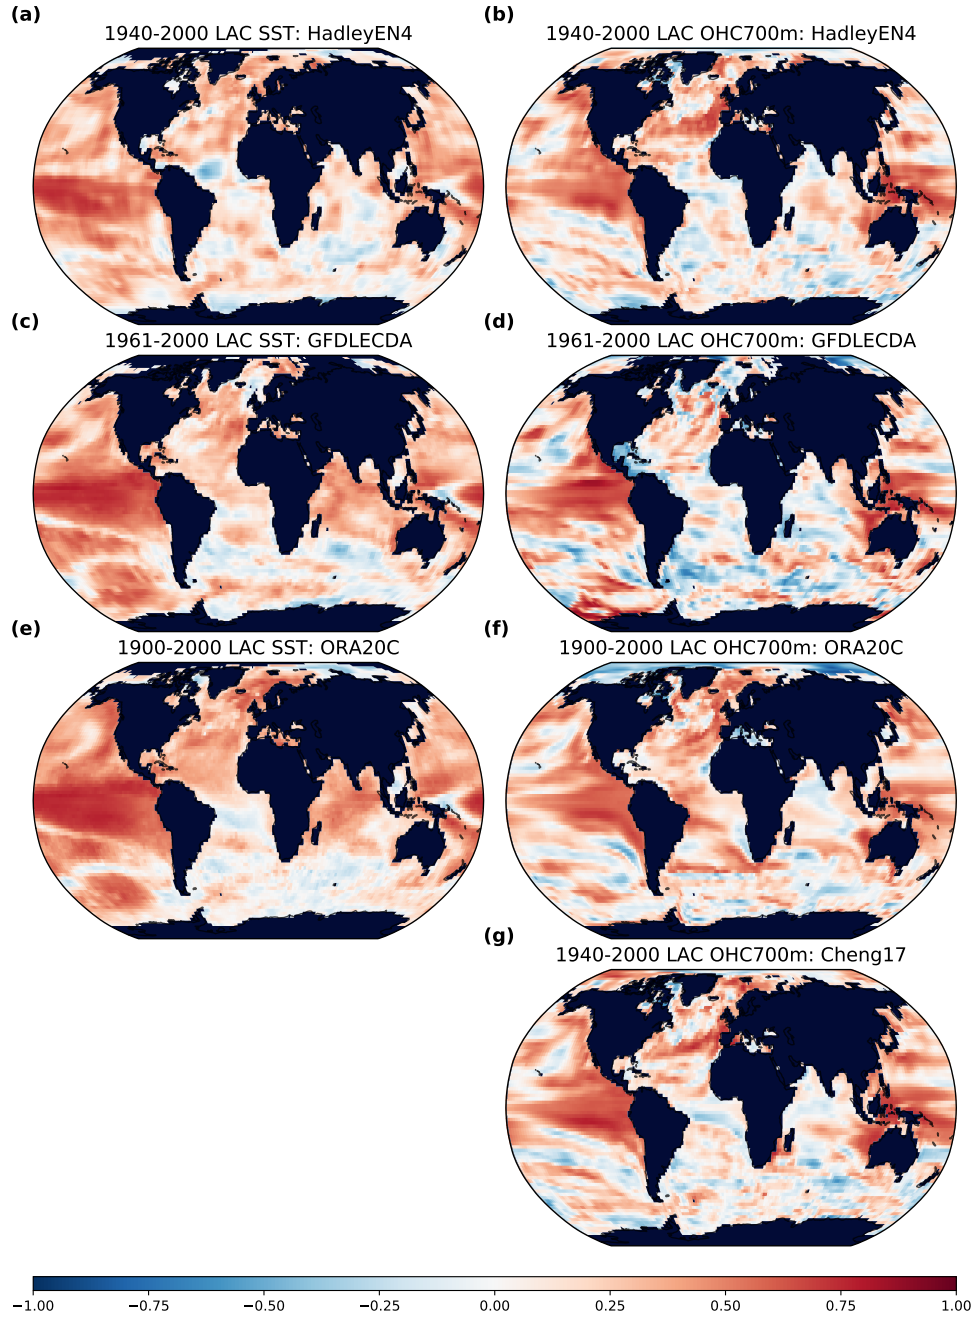 (a)
1940-2000 LAC SST: HadleyEN4
(b)
1940-2000 LAC OHC700m: HadleyEN4
(c)
1961-2000 LAC SST: GFDLECDA
(d)
1961-2000 LAC OHC700m: GFDLECDA
(e)
1900-2000 LAC SST: ORA20C
(f)
1900-2000 LAC OHC700m: ORA20C
(g)
1940-2000 LAC OHC700m: Cheng17
−1.00 −0.75 −0.50 −0.25 0.00 0.25 0.50 0.75 1.00